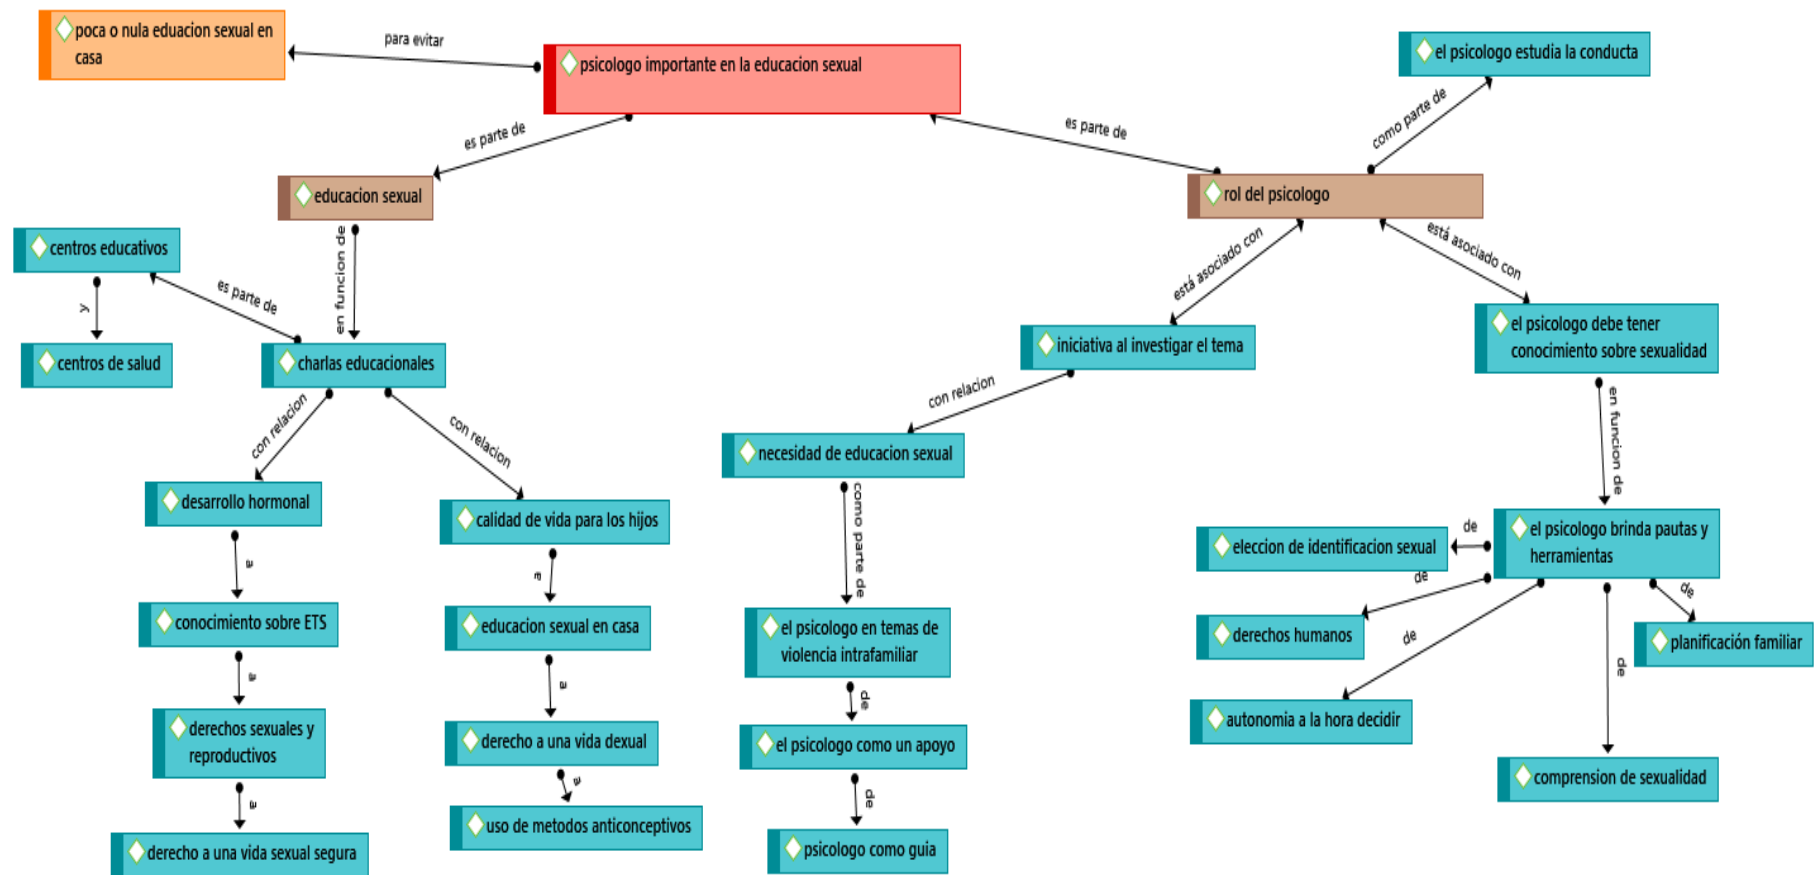 poca o nula eduacion sexual en
casa
para evitar
psicologo importante en la educacion sexual
el psicologo estudia la conducta
como parte de
es parte de
es parte de
educacion sexual
rol del psicologo
centros educativos
es parte de
en funcion de
está asociado con
está asociado con
y
centros de salud
charlas educacionales
iniciativa al investigar el tema
el psicologo debe tener
conocimiento sobre sexualidad
con relacion
con relacion
con relacion
en funcion de
necesidad de educacion sexual
desarrollo hormonal
calidad de vida para los hijos
como parte de
eleccion de identificacion sexual
de
el psicologo brinda pautas y
herramientas
a
e
de
de
conocimiento sobre ETS
educacion sexual en casa
el psicologo en temas de
violencia intrafamiliar
derechos humanos
de
de
planificación familiar
a
a
de
derechos sexuales y
reproductivos
derecho a una vida dexual
el psicologo como un apoyo
autonomia a la hora decidir
a
a
de
comprension de sexualidad
derecho a una vida sexual segura
uso de metodos anticonceptivos
psicologo como guia